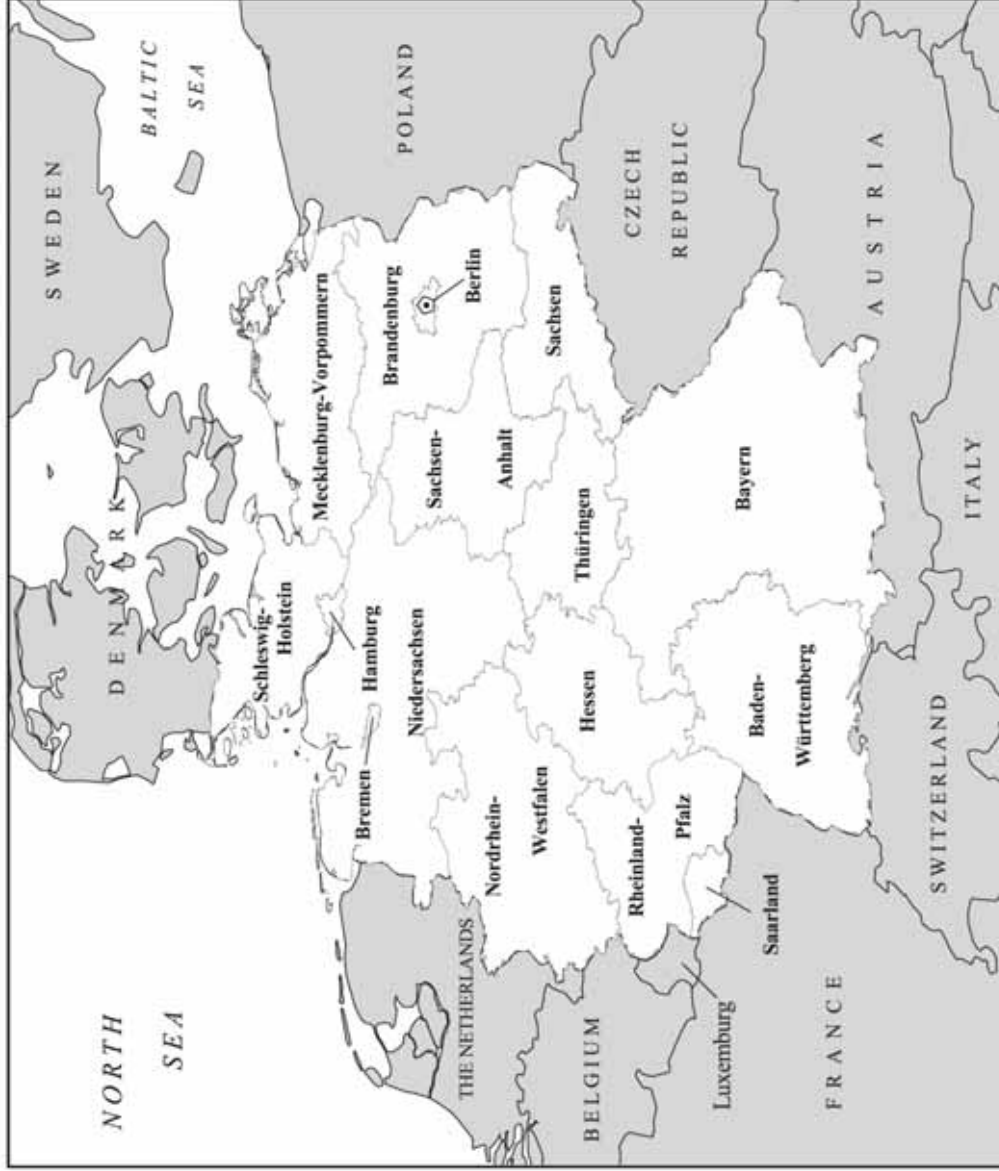 NORTH
SEA
DENMARK
SWEDEN
BALTIC
SEA
Schleswig-
Holstein
Mecklenburg-Vorpommern
Hamburg
Bremen
Niedersachsen
Brandenburg
Berlin
POLAND
Sachsen-
Anhalt
THE NETHERLANDS
Nordrhein-
Westfalen
Hessen
Thüringen
Sachsen
BELGIUM
Rheinland-
Pfalz
Luxemburg
Saarland
CZECH
REPUBLIC
Bayern
Baden-
Württemberg
FRANCE
SWITZERLAND
AUSTRIA
ITALY